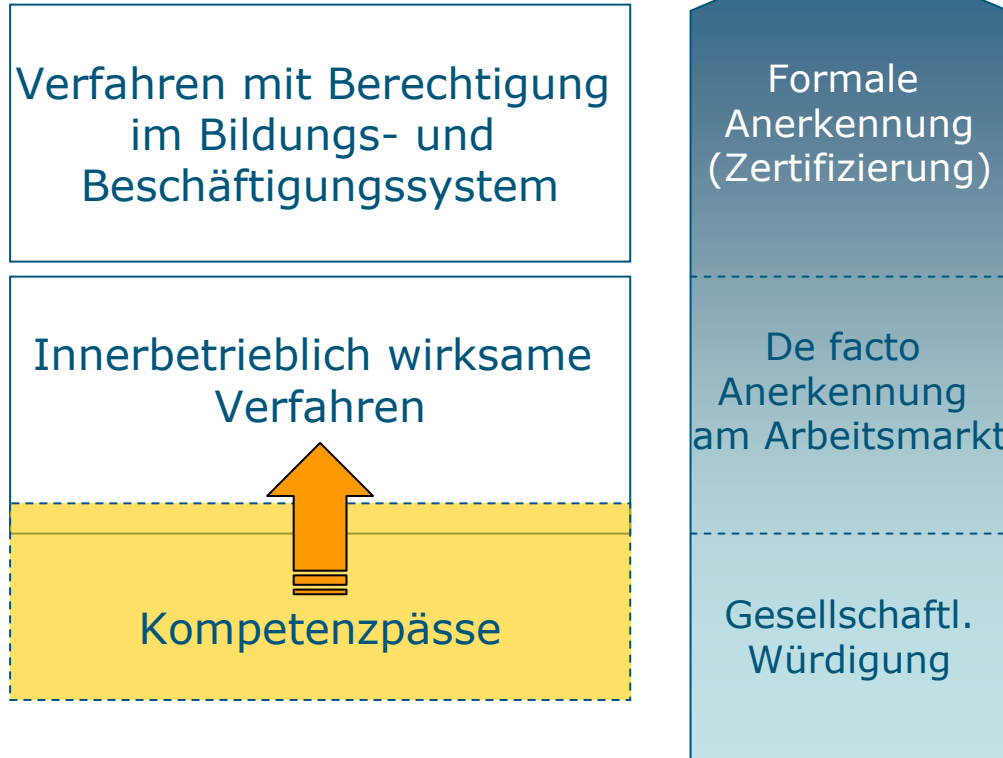 Verfahren mit Berechtigung
im Bildungs- und
Beschäftigungssystem
Formale
Anerkennung
(Zertifizierung)
Innerbetrieblich wirksame
Verfahren
De facto
Anerkennung
am Arbeitsmarkt
Kompetenzpässe
Gesellschaftl.
Würdigung